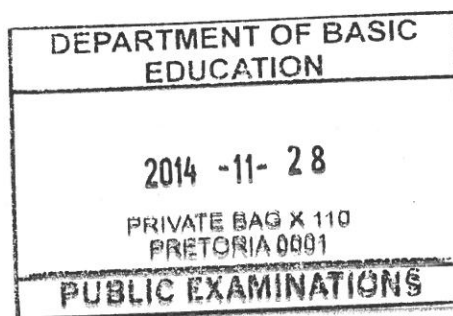 DEPARTMENT OF BASIC
EDUCATION
2014 -11- 28
PRIVATE BAG X 110
PRETORIA 0001
PUBLIC EXAMINATIONS